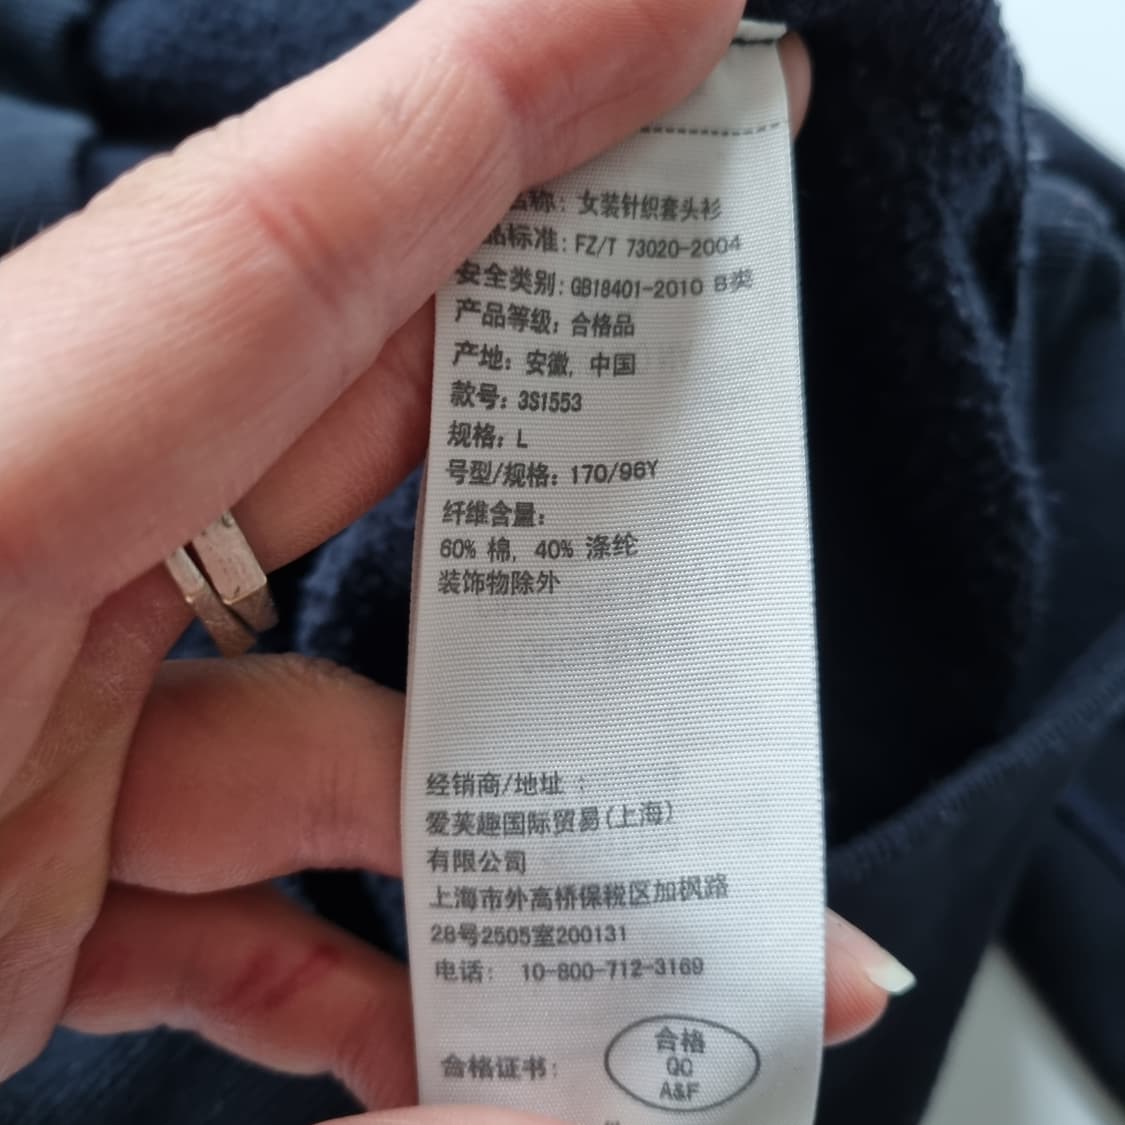 称: 女装针织套头衫
品标准: FZ/T 73020-2004
安全类别: GB18401-2010 B类
产品等级: 合格品
产地: 安徽, 中国
款号: 3S1553
规格: L
号型/规格: 170/96Y
纤维含量:
60% 棉, 40% 涤纶
装饰物除外
经销商/地址 :
爱芙趣国际贸易(上海)
有限公司
上海市外高桥保税区加枫路
28号2505室200131
电话: 10-800-712-3169
合格证书:
合格
QC
A&F